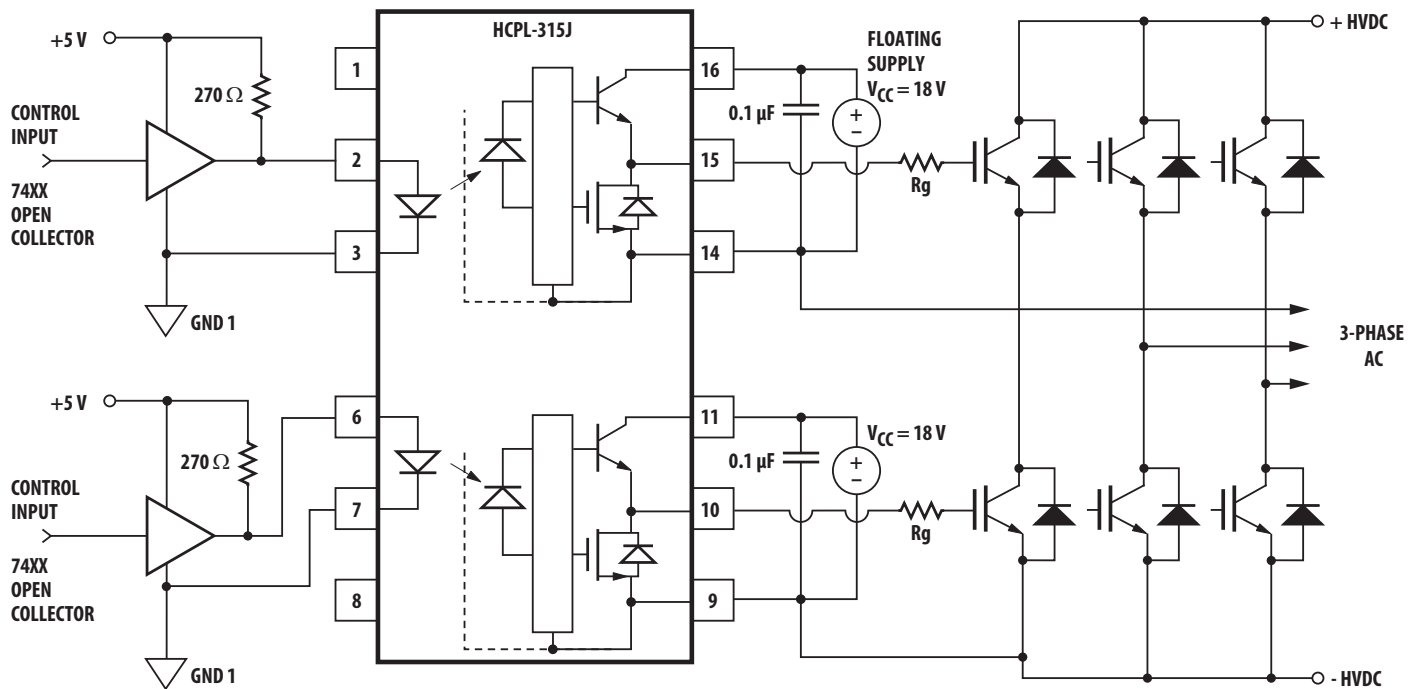 HCPL-315J
+5 V
270 Ω
CONTROL
INPUT
74XX
OPEN
COLLECTOR
GND 1
1
2
3
16
15
14
FLOATING
SUPPLY
VCC = 18 V
0.1 µF
+
-
Rg
+ HVDC
3-PHASE
AC
+5 V
270 Ω
CONTROL
INPUT
74XX
OPEN
COLLECTOR
GND 1
6
7
8
11
10
9
VCC = 18 V
0.1 µF
+
-
Rg
- HVDC